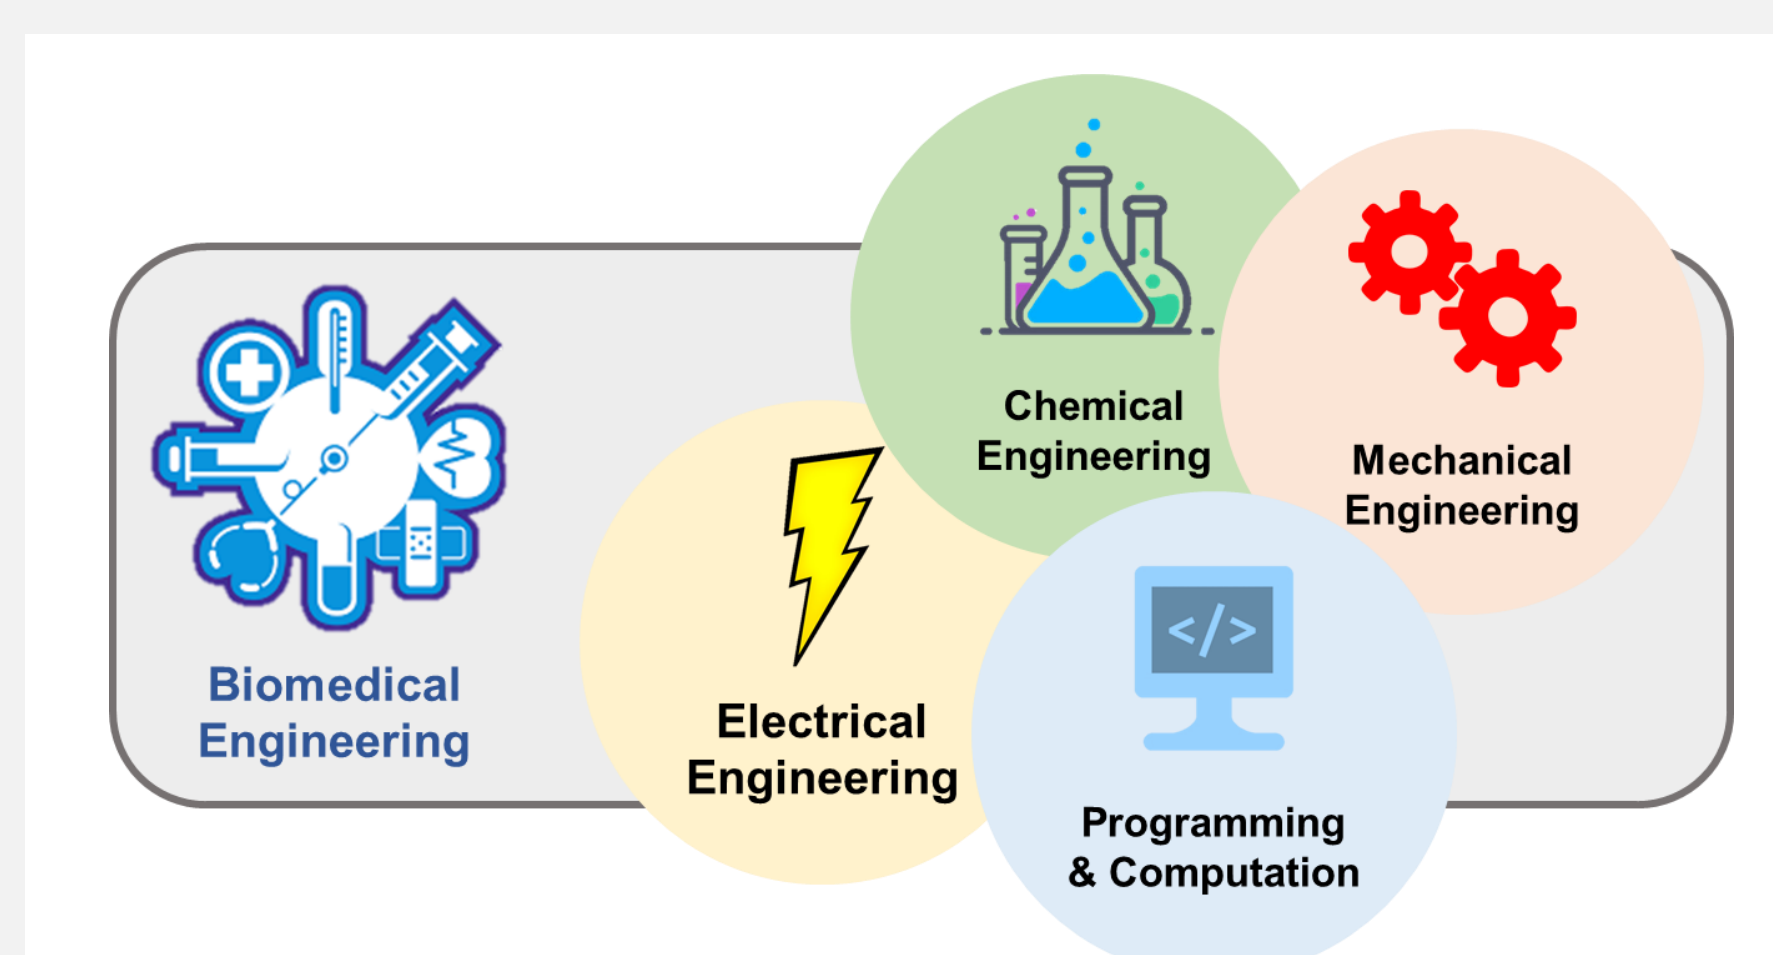 Biomedical
Engineering
Electrical
Engineering
Chemical
Engineering
Mechanical
Engineering
</>
Programming
& Computation